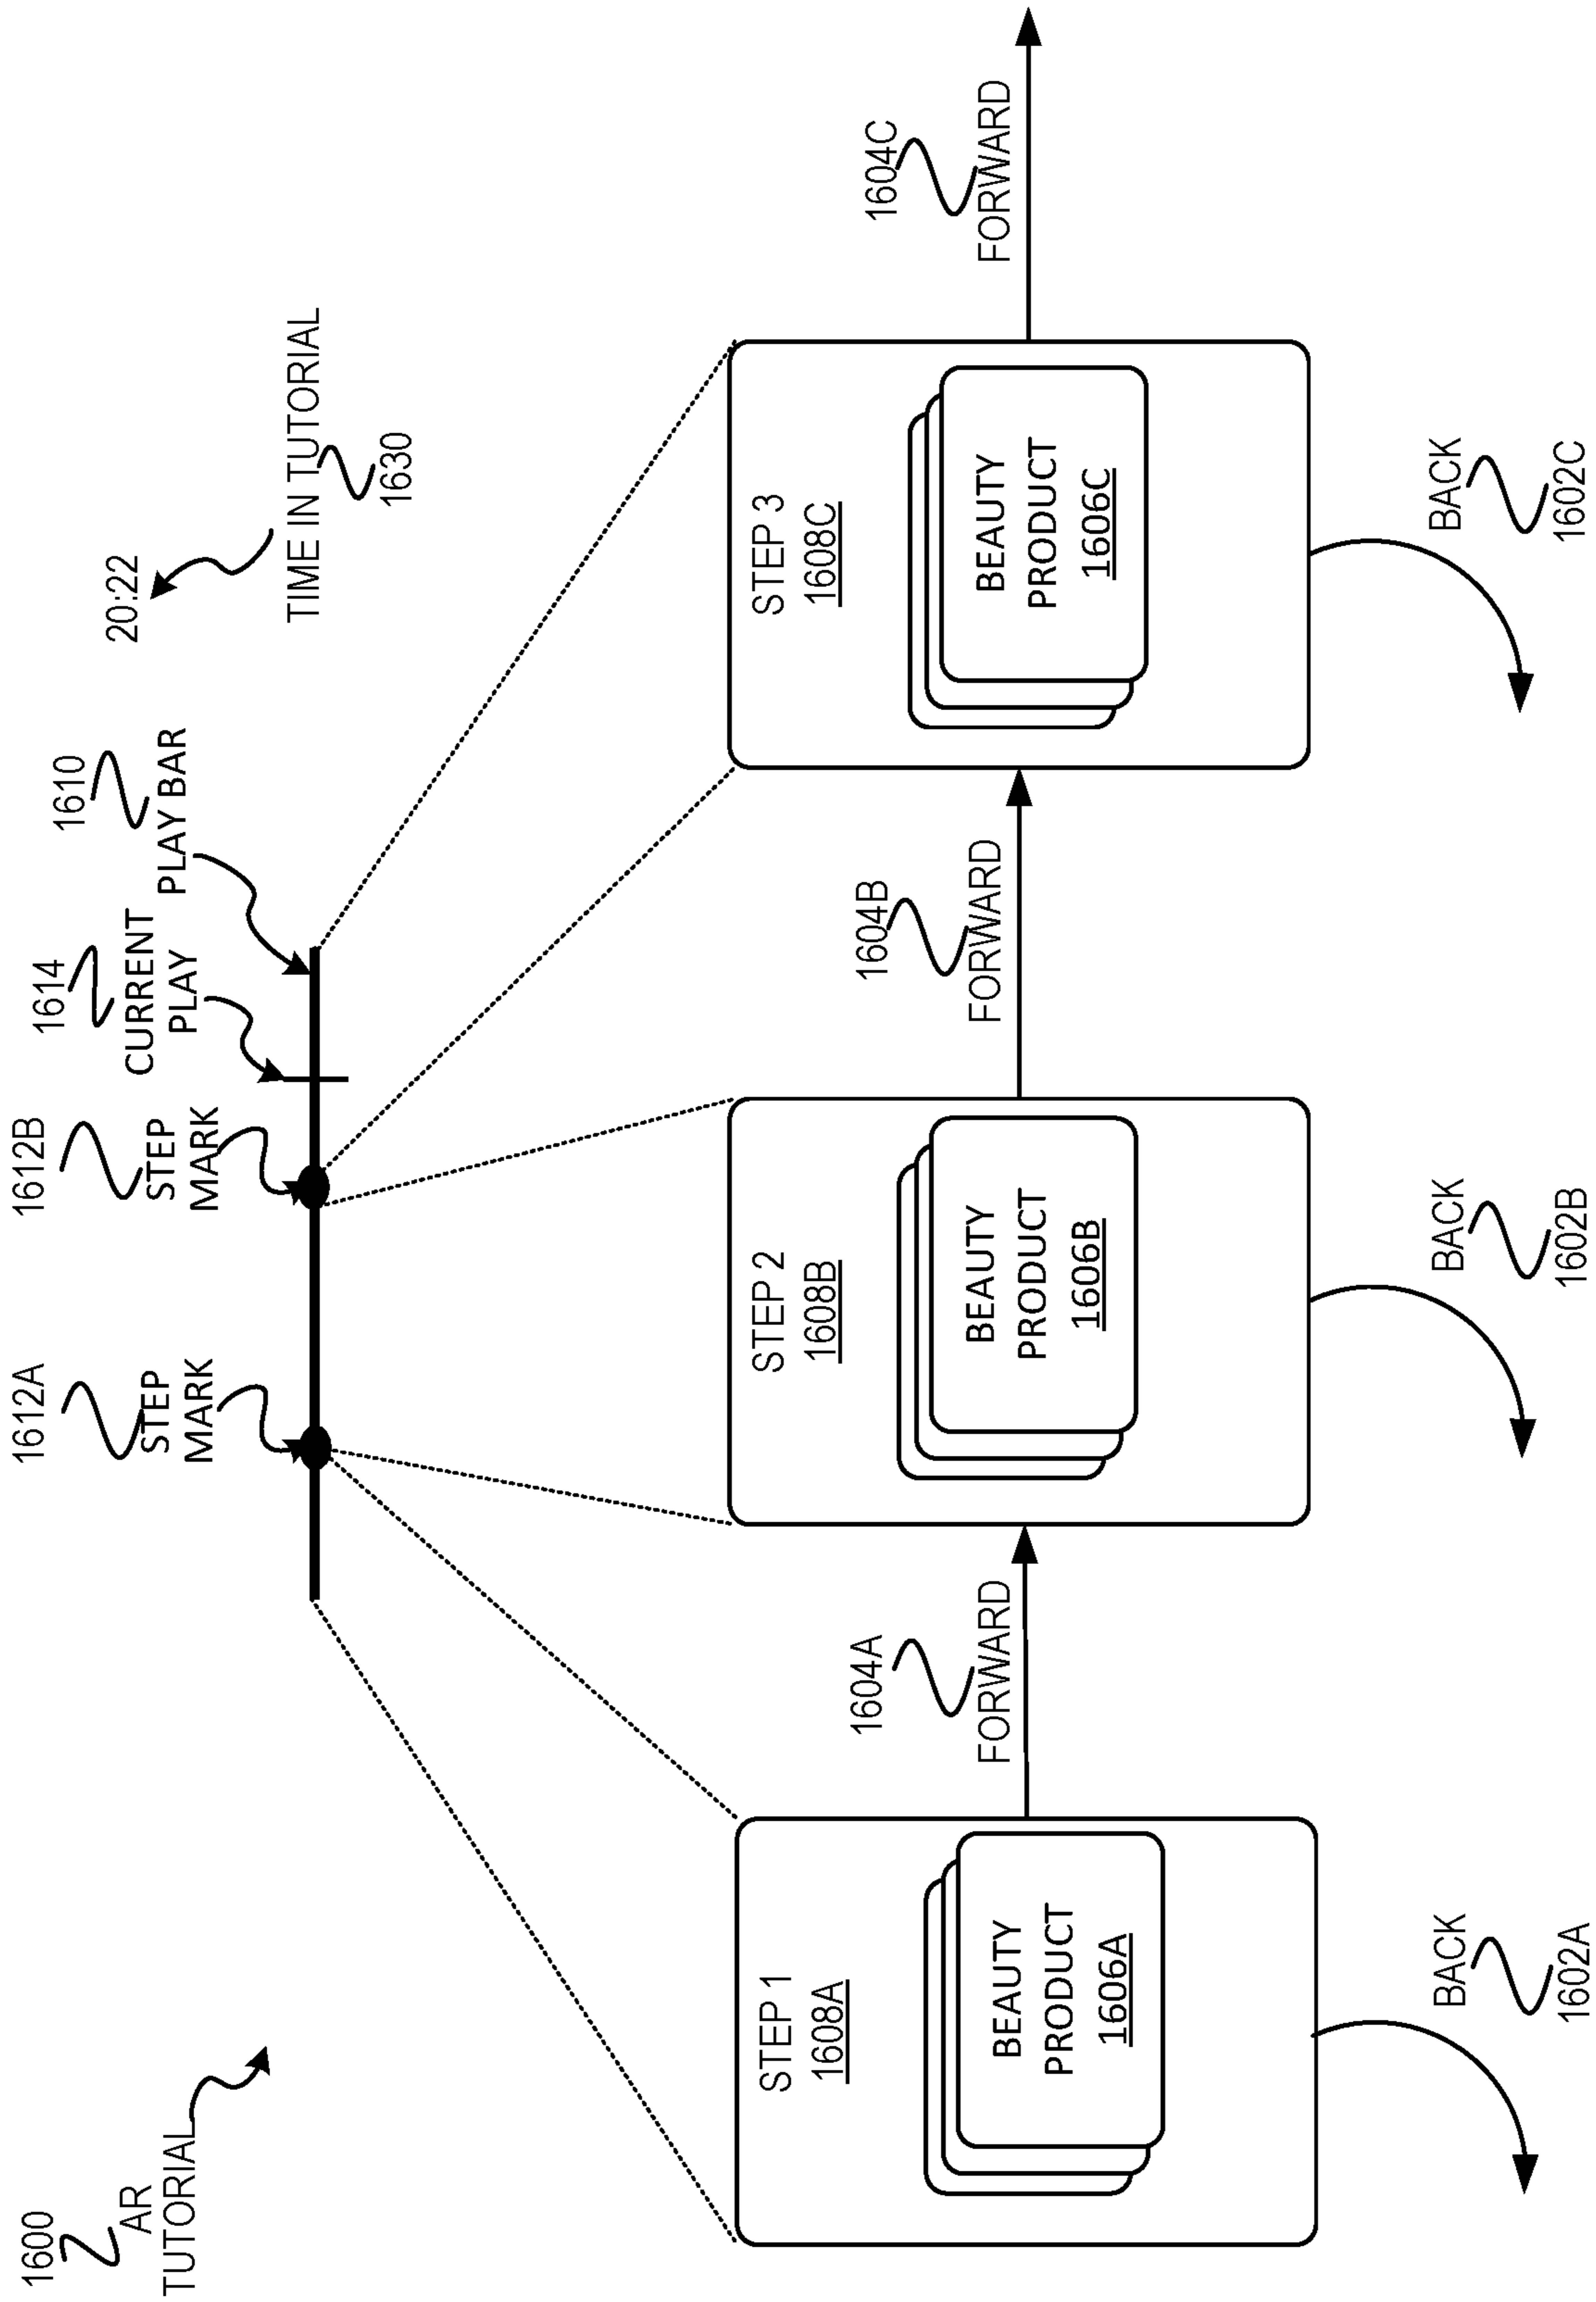 1600
AR
TUTORIAL
1612A
STEP
MARK
1612B
STEP
MARK
1614
CURRENT
PLAY
1610
PLAY BAR
20:22
TIME IN TUTORIAL
1630
STEP 1
1608A
BEAUTY
PRODUCT
1606A
1604A
FORWARD
STEP 2
1608B
BEAUTY
PRODUCT
1606B
1604B
FORWARD
STEP 3
1608C
BEAUTY
PRODUCT
1606C
1604C
FORWARD
BACK
1602A
BACK
1602B
BACK
1602C